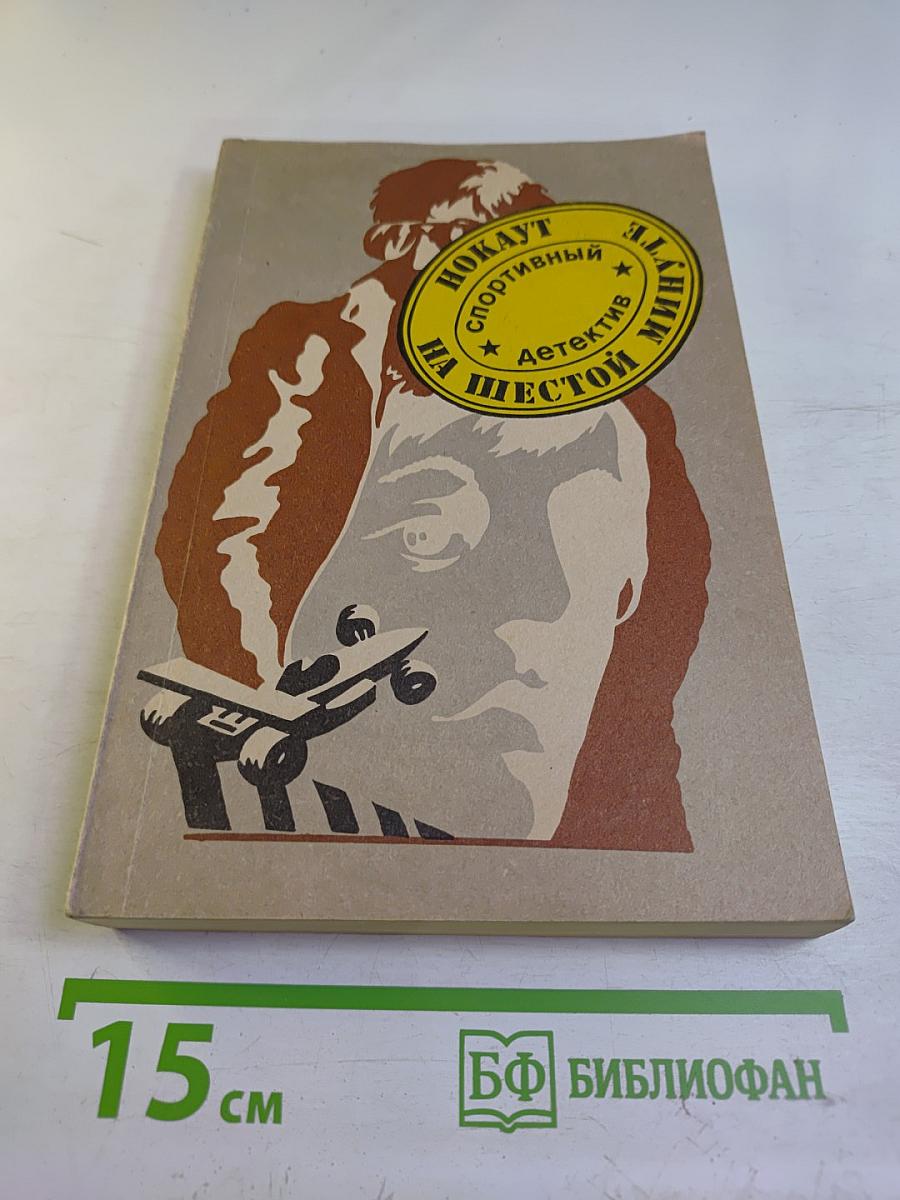 НОКАУТ
НА ШЕСТОЙ МИНУТЕ
спортивный
★ детектив ★
15 см
БФ БИБЛИОФАН